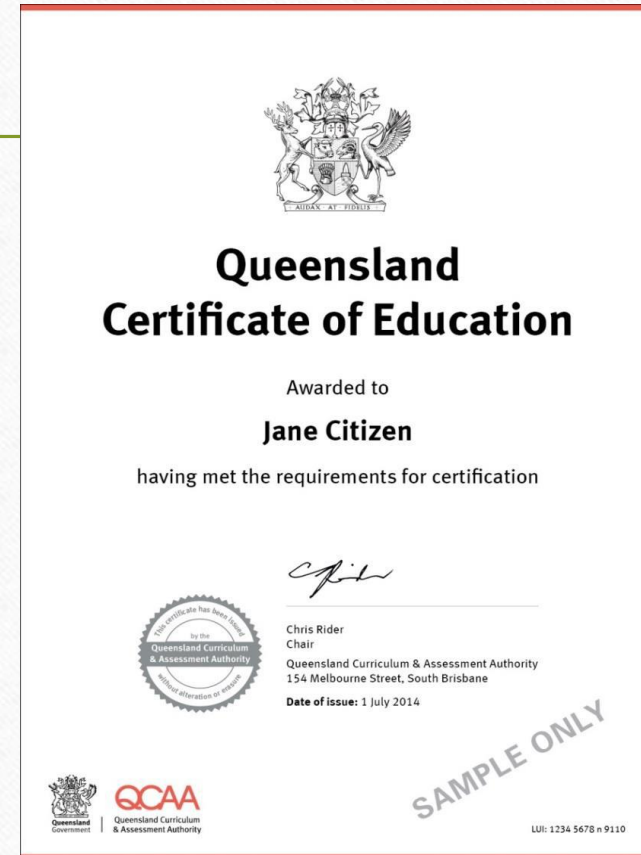 AUDAX · AT · FIDELIS
Queensland
Certificate of Education
Awarded to
Jane Citizen
having met the requirements for certification
This certificate has been issued
by the
Queensland Curriculum
& Assessment Authority
without alteration or erasure
Chris Rider
Chair
Queensland Curriculum & Assessment Authority
154 Melbourne Street, South Brisbane
Date of issue: 1 July 2014
SAMPLE ONLY
Queensland
Government
QCAA
Queensland Curriculum
& Assessment Authority
LUI: 1234 5678 n 9110